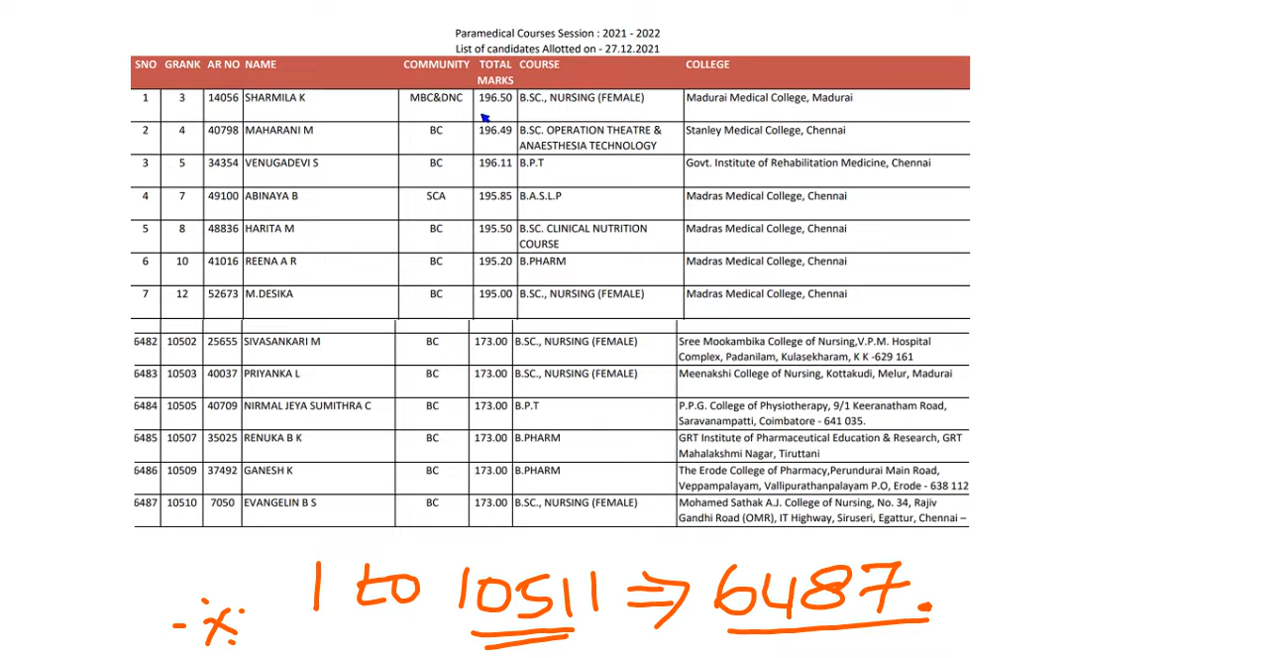 Paramedical Courses Session : 2021 - 2022
List of candidates Allotted on - 27.12.2021
SNO GRANK AR NO NAME COMMUNITY TOTAL MARKS COURSE COLLEGE
1 3 14056 SHARMILA K MBC&DNC 196.50 B.SC., NURSING (FEMALE) Madurai Medical College, Madurai
2 4 40798 MAHARANI M BC 196.49 B.SC. OPERATION THEATRE & Stanley Medical College, Chennai
ANAESTHESIA TECHNOLOGY
3 5 34354 VENUGADEVI S BC 196.11 B.P.T Govt. Institute of Rehabilitation Medicine, Chennai
4 7 49100 ABINAYA B SCA 195.85 B.A.S.L.P Madras Medical College, Chennai
5 8 48836 HARITA M BC 195.50 B.SC. CLINICAL NUTRITION Madras Medical College, Chennai
COURSE
6 10 41016 REENA A R BC 195.20 B.PHARM Madras Medical College, Chennai
7 12 52673 M.DESIKA BC 195.00 B.SC., NURSING (FEMALE) Madras Medical College, Chennai
6482 10502 25655 SIVASANKARI M BC 173.00 B.SC., NURSING (FEMALE) Sree Mookambika College of Nursing,V.P.M. Hospital
Complex, Padanilam, Kulasekharam, K K -629 161
6483 10503 40037 PRIYANKA L BC 173.00 B.SC., NURSING (FEMALE) Meenakshi College of Nursing, Kottakudi, Melur, Madurai
6484 10505 40709 NIRMAL JEYA SUMITHRA C BC 173.00 B.P.T P.P.G. College of Physiotherapy, 9/1 Keeranatham Road,
Saravanampatti, Coimbatore - 641 035.
6485 10507 35025 RENUKA B K BC 173.00 B.PHARM GRT Institute of Pharmaceutical Education & Research, GRT
Mahalakshmi Nagar, Tiruttani
6486 10509 37492 GANESH K BC 173.00 B.PHARM The Erode College of Pharmacy,Perundurai Main Road,
Veppampalayam, Vallipurathanpalayam P.O, Erode - 638 112
6487 10510 7050 EVANGELIN B S BC 173.00 B.SC., NURSING (FEMALE) Mohamed Sathak A.J. College of Nursing, No. 34, Rajiv
Gandhi Road (OMR), IT Highway, Siruseri, Egattur, Chennai –
1 to 10511 ⇒ 6487.